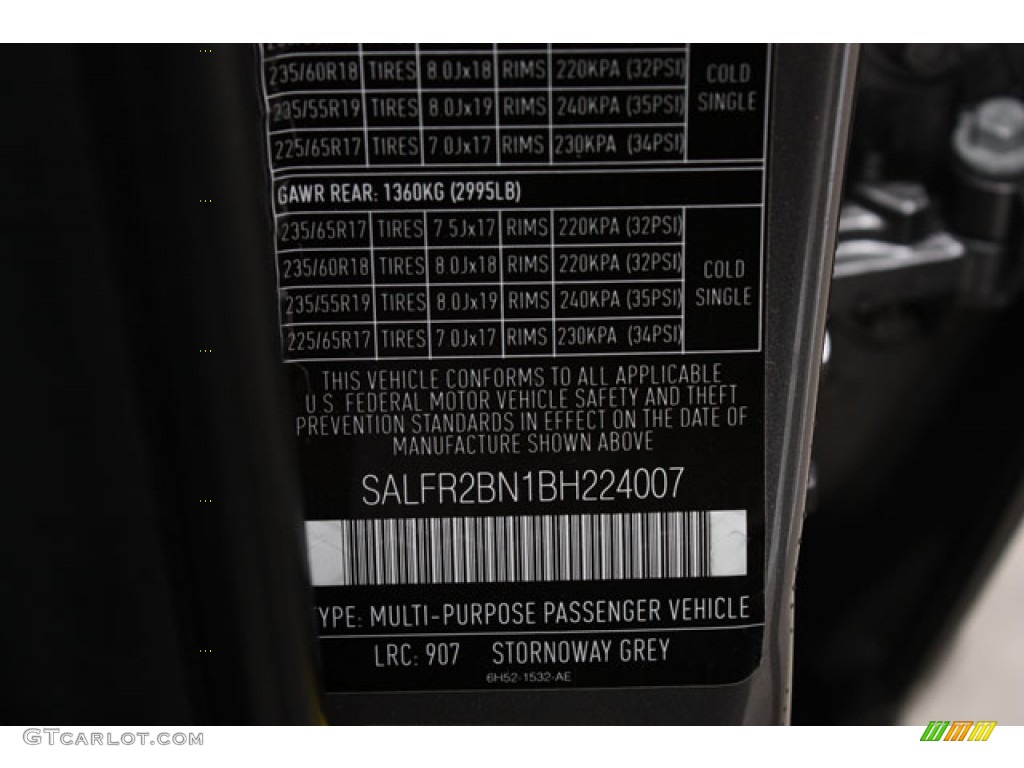 235/60R18 TIRES 8.0Jx18 RIMS 220KPA (32PSI) COLD
235/55R19 TIRES 8.0Jx19 RIMS 240KPA (35PSI) SINGLE
225/65R17 TIRES 7.0Jx17 RIMS 230KPA (34PSI)
GAWR REAR: 1360KG (2995LB)
235/65R17 TIRES 7.5Jx17 RIMS 220KPA (32PSI)
235/60R18 TIRES 8.0Jx18 RIMS 220KPA (32PSI) COLD
235/55R19 TIRES 8.0Jx19 RIMS 240KPA (35PSI) SINGLE
225/65R17 TIRES 7.0Jx17 RIMS 230KPA (34PSI)
THIS VEHICLE CONFORMS TO ALL APPLICABLE
U.S. FEDERAL MOTOR VEHICLE SAFETY AND THEFT
PREVENTION STANDARDS IN EFFECT ON THE DATE OF
MANUFACTURE SHOWN ABOVE
SALFR2BN1BH224007
YPE: MULTI-PURPOSE PASSENGER VEHICLE
LRC: 907 STORNOWAY GREY
6H52-1532-AE
GTCARLOT.COM